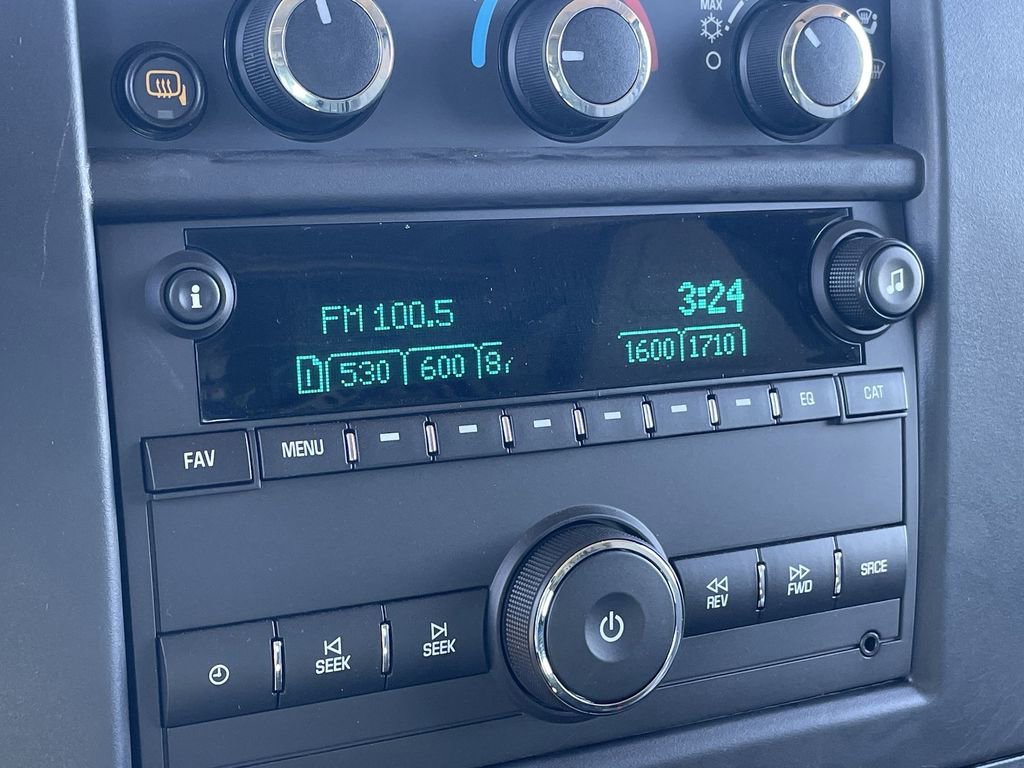 MAX
FM 100.5
3:24
1 530 600
1600 1710
FAV
MENU
EQ
CAT
SEEK
SEEK
REV
FWD
SRCE